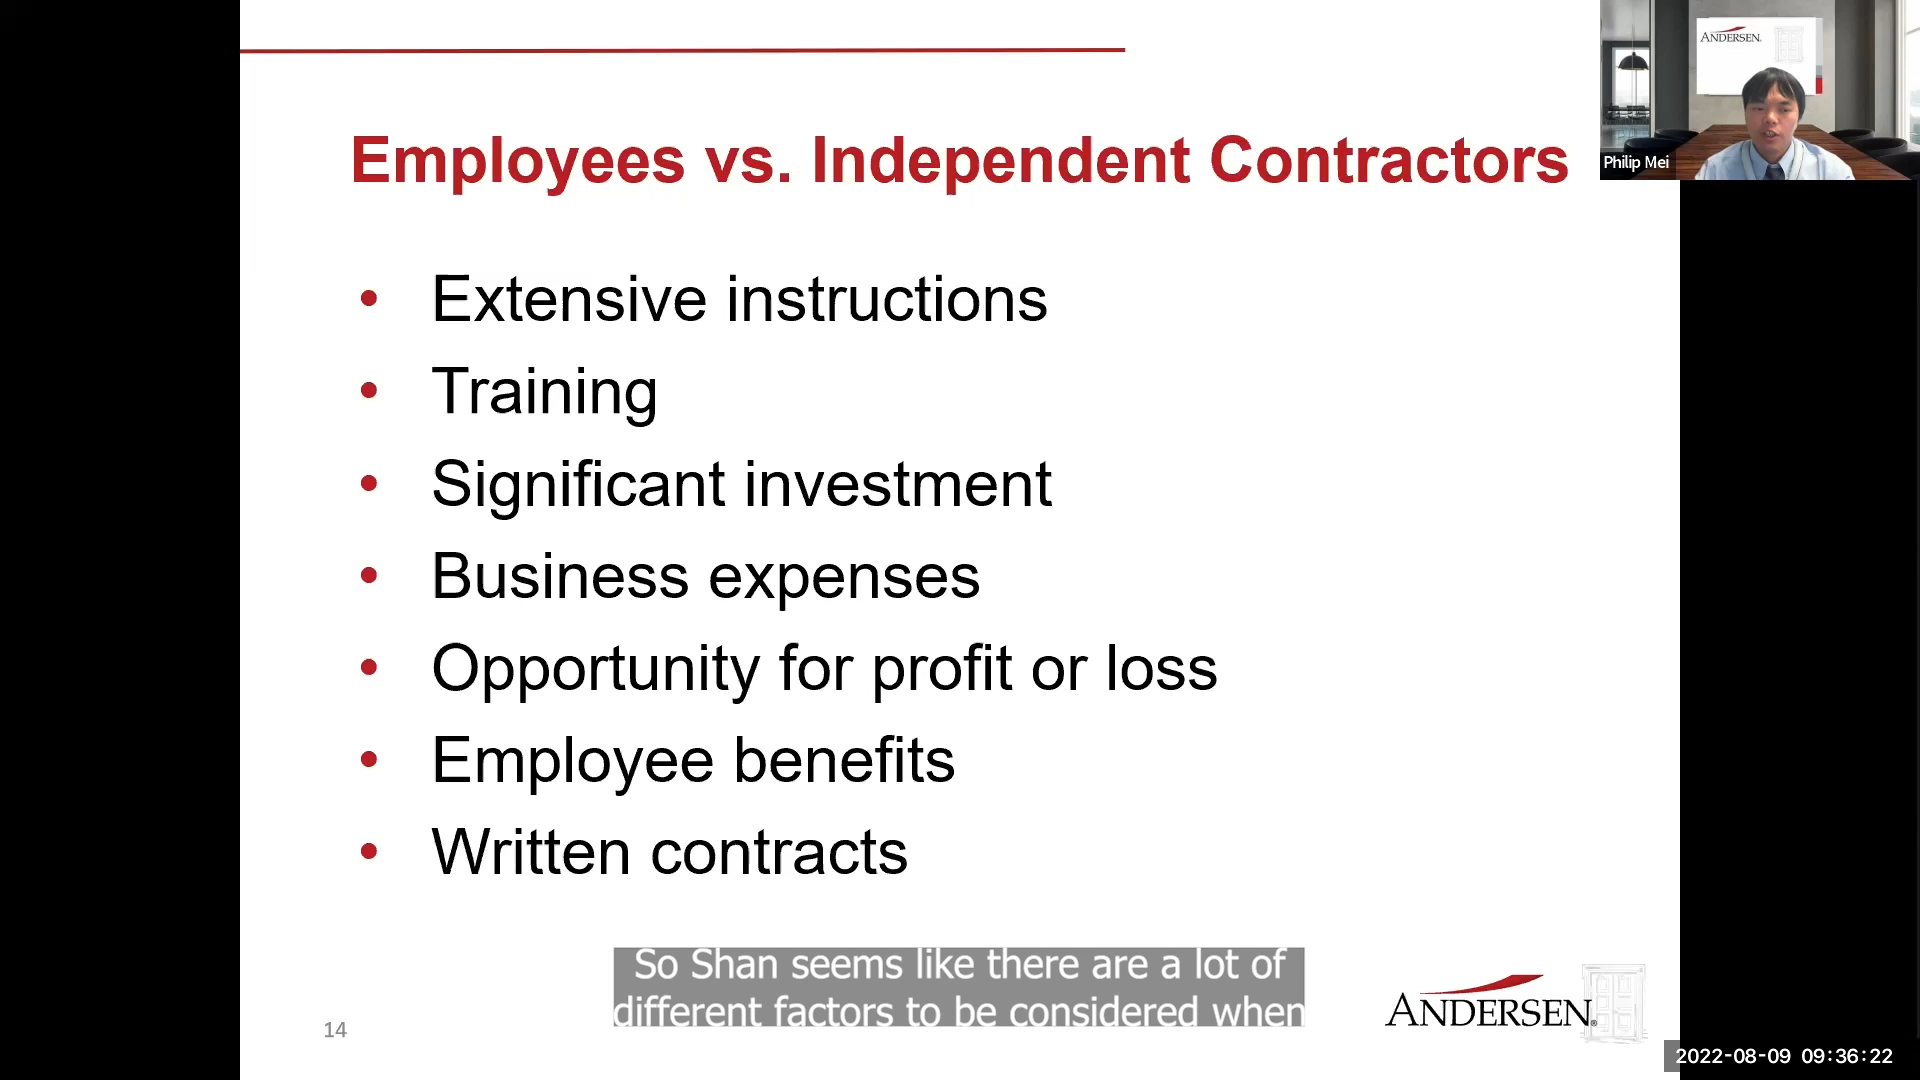 ANDERSEN
Philip Mei
Employees vs. Independent Contractors
• Extensive instructions
• Training
• Significant investment
• Business expenses
• Opportunity for profit or loss
• Employee benefits
• Written contracts
So Shan seems like there are a lot of
different factors to be considered when
ANDERSEN®
14
2022-08-09 09:36:22